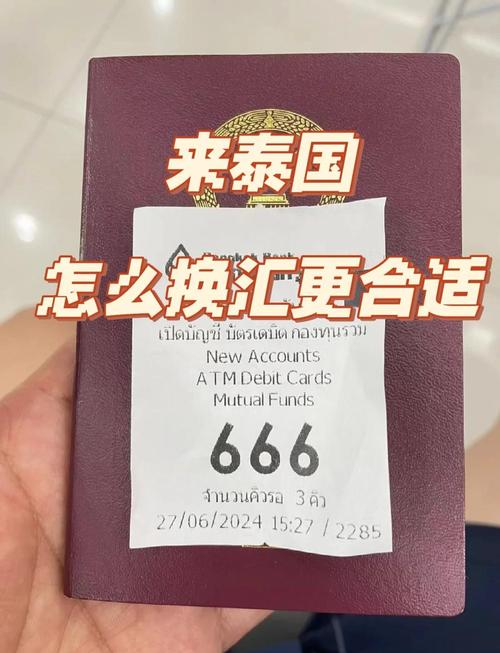 来泰国
怎么换汇更合适
เปิดบัญชี บัตรเดบิต กองทุนรวม
New Accounts
ATM Debit Cards
Mutual Funds
666
จำนวนคิวรอ 3 คิว
27/06/2024 15:27 / 2285